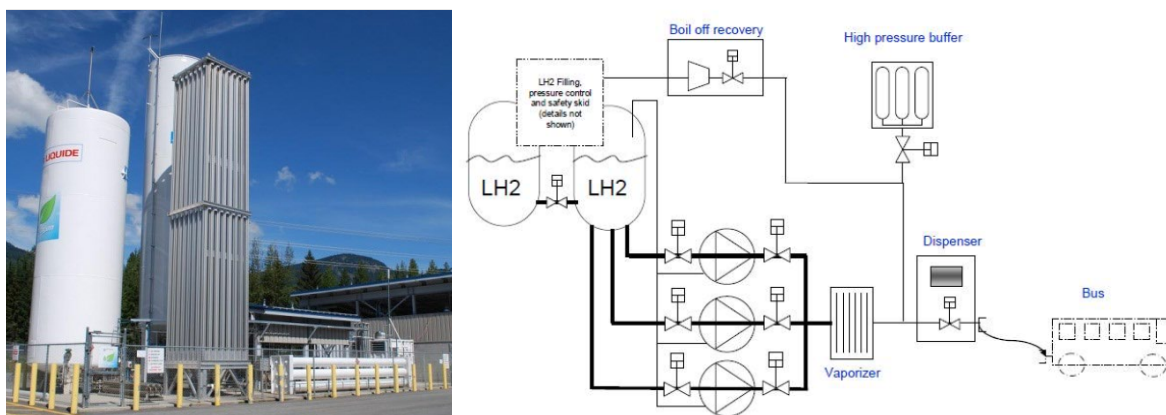 LIQUIDE
Boil off recovery
High pressure buffer
LH2 Filling,
pressure control
and safety skid
(details not
shown)
LH2
LH2
Dispenser
Bus
Vaporizer